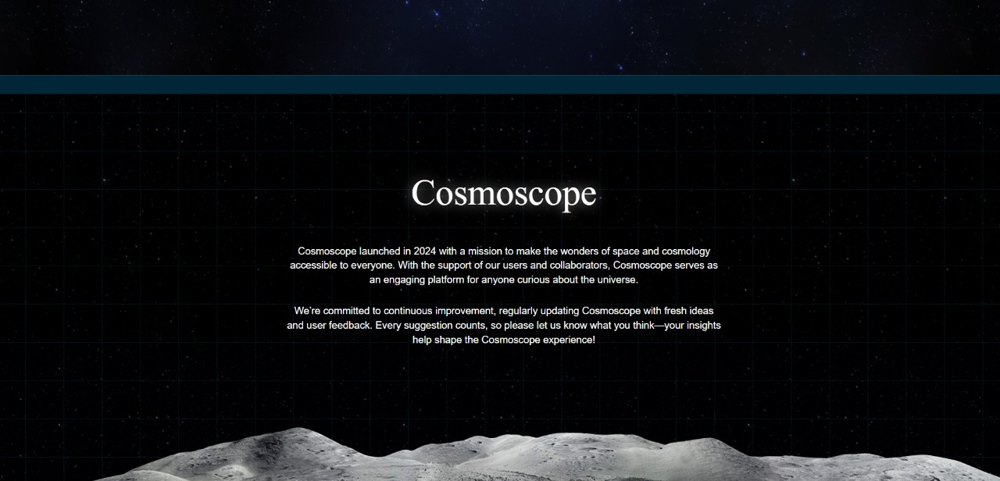 Cosmoscope
Cosmoscope launched in 2024 with a mission to make the wonders of space and cosmology
accessible to everyone. With the support of our users and collaborators, Cosmoscope serves as
an engaging platform for anyone curious about the universe.
We're committed to continuous improvement, regularly updating Cosmoscope with fresh ideas
and user feedback. Every suggestion counts, so please let us know what you think—your insights
help shape the Cosmoscope experience!